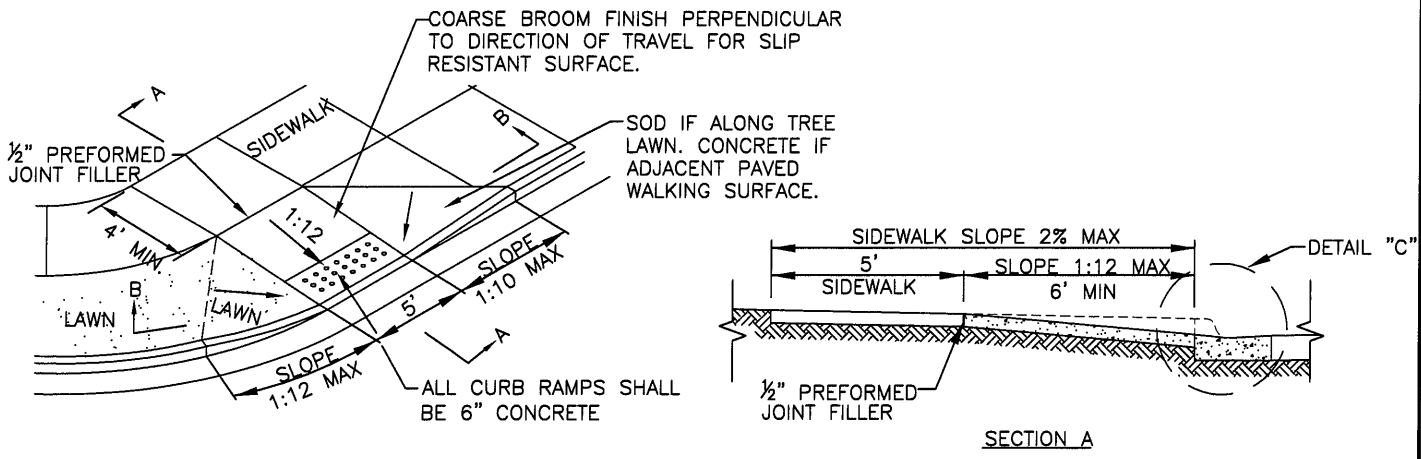 COARSE BROOM FINISH PERPENDICULAR
TO DIRECTION OF TRAVEL FOR SLIP
RESISTANT SURFACE.
A
SIDEWALK
B
½" PREFORMED
JOINT FILLER
SOD IF ALONG TREE
LAWN. CONCRETE IF
ADJACENT PAVED
WALKING SURFACE.
1:12
4' MIN.
B
LAWN
LAWN
SLOPE
1:10 MAX
5'
A
SLOPE
1:12 MAX
ALL CURB RAMPS SHALL
BE 6" CONCRETE
SIDEWALK SLOPE 2% MAX
DETAIL "C"
5'
SLOPE 1:12 MAX
SIDEWALK
6' MIN
½" PREFORMED
JOINT FILLER
SECTION A